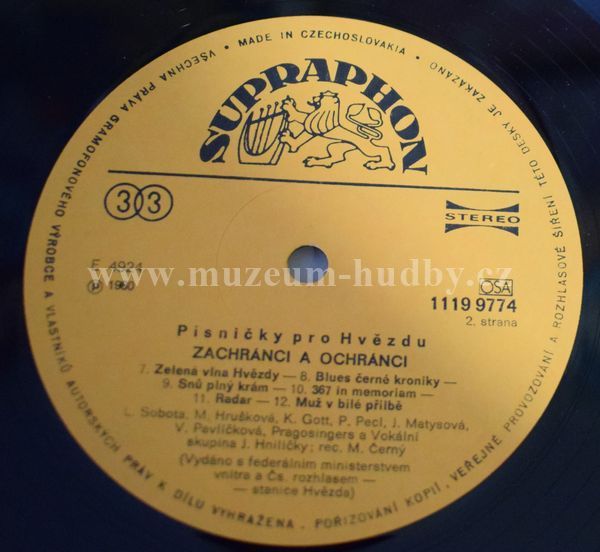 VŠECHNA PRÁVA GRAMOFONOVÉHO VÝROBCE A VLASTNÍKŮ AUTORSKÝCH PRÁV K DÍLU VYHRAŽENA. POŘIZOVÁNÍ KOPIÍ, VEŘEJNÉ PROVOZOVÁNÍ A ROZHLASOVÉ ŠÍŘENÍ TÉTO DESKY JE ZAKÁZÁNO
• MADE IN CZECHOSLOVAKIA •
SUPRAPHON
33
STEREO
F 4924
℗ 1980
www.muzeum-hudby.cz
OSA
1119 9774
2. strana
Písničky pro Hvězdu
ZACHRÁNCI A OCHRÁNCI
7. Zelená vlna Hvězdy — 8. Blues černé kroniky —
9. Snů plný krám — 10. 367 in memoriam —
11. Radar — 12. Muž v bílé přilbě
L. Sobota, M. Hrušková, K. Gott, P. Pecl, J. Matysová,
V. Pavlíčková, Pragosingers a Vokální
skupina J. Hniličky; rec. M. Černý
(Vydáno s federálním ministerstvem
vnitra a Čs. rozhlasem —
stanice Hvězda)